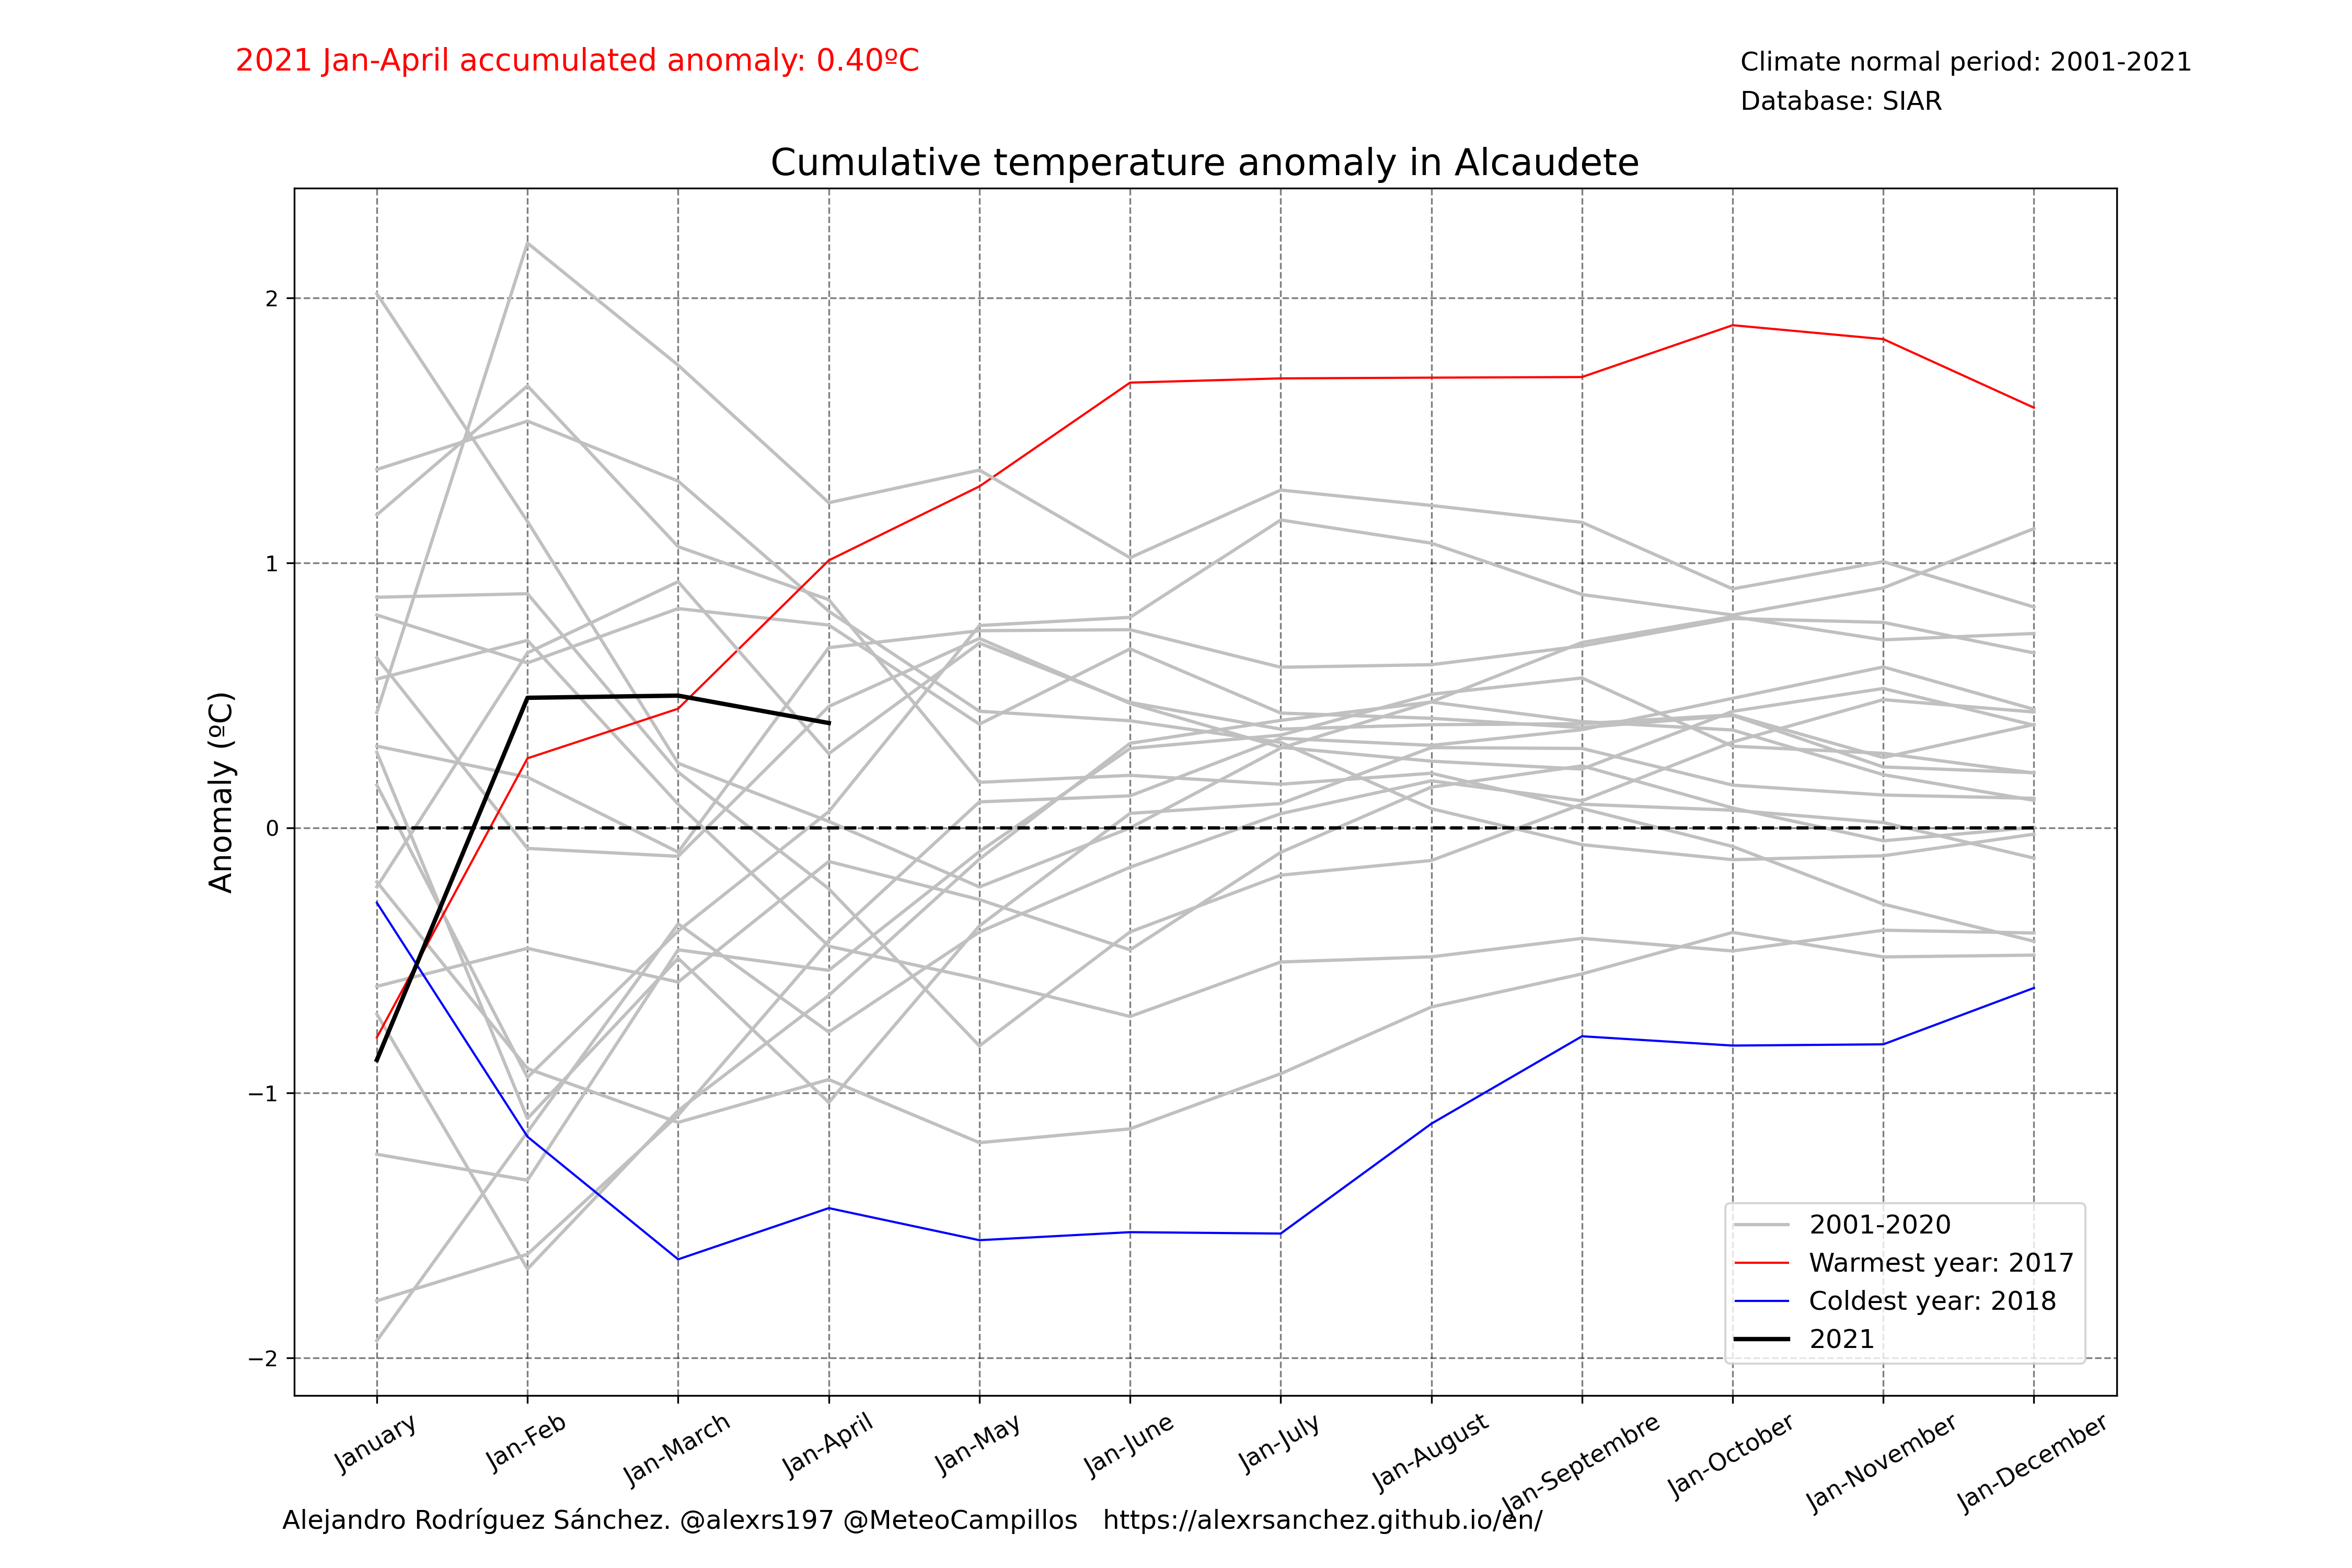 2021 Jan-April accumulated anomaly: 0.40ºC
Climate normal period: 2001-2021
Database: SIAR
Cumulative temperature anomaly in Alcaudete
Anomaly (ºC)
2
1
0
−1
−2
2001-2020
Warmest year: 2017
Coldest year: 2018
2021
January
Jan-Feb
Jan-March
Jan-April
Jan-May
Jan-June
Jan-July
Jan-August
Jan-Septembre
Jan-October
Jan-November
Jan-December
Alejandro Rodríguez Sánchez. @alexrs197 @MeteoCampillos   https://alexrsanchez.github.io/en/